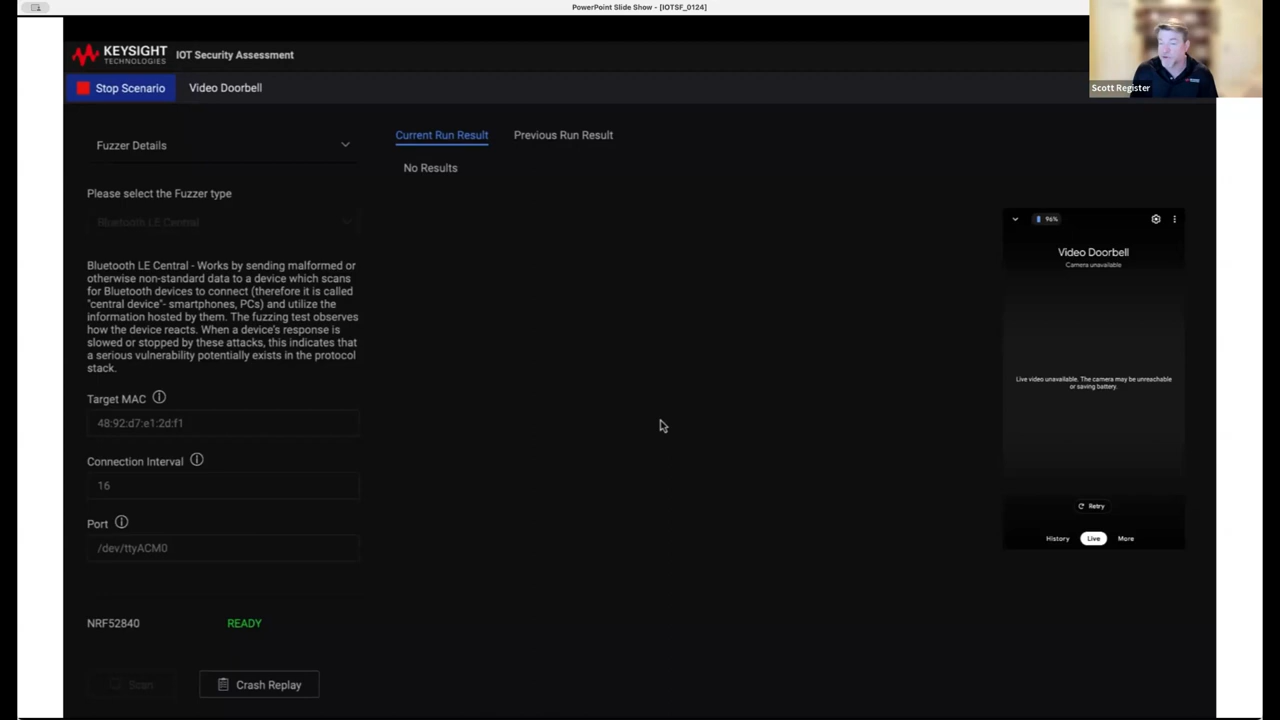 PowerPoint Slide Show - [IOTSF_0124]
KEYSIGHT
TECHNOLOGIES
IOT Security Assessment
Scott Register
Stop Scenario
Video Doorbell
Fuzzer Details
Current Run Result
Previous Run Result
No Results
Please select the Fuzzer type
Bluetooth LE Central
Bluetooth LE Central - Works by sending malformed or
otherwise non-standard data to a device which scans
for Bluetooth devices to connect (therefore it is called
"central device"- smartphones, PCs) and utilize the
information hosted by them. The fuzzing test observes
how the device reacts. When a device's response is
slowed or stopped by these attacks, this indicates that
a serious vulnerability potentially exists in the protocol
stack.
Target MAC
48:92:d7:e1:2d:f1
Connection Interval
16
Port
/dev/ttyACM0
NRF52840
READY
Scan
Crash Replay
96%
Video Doorbell
Camera unavailable
Live video unavailable. The camera may be unreachable
or saving battery.
Retry
History
Live
More